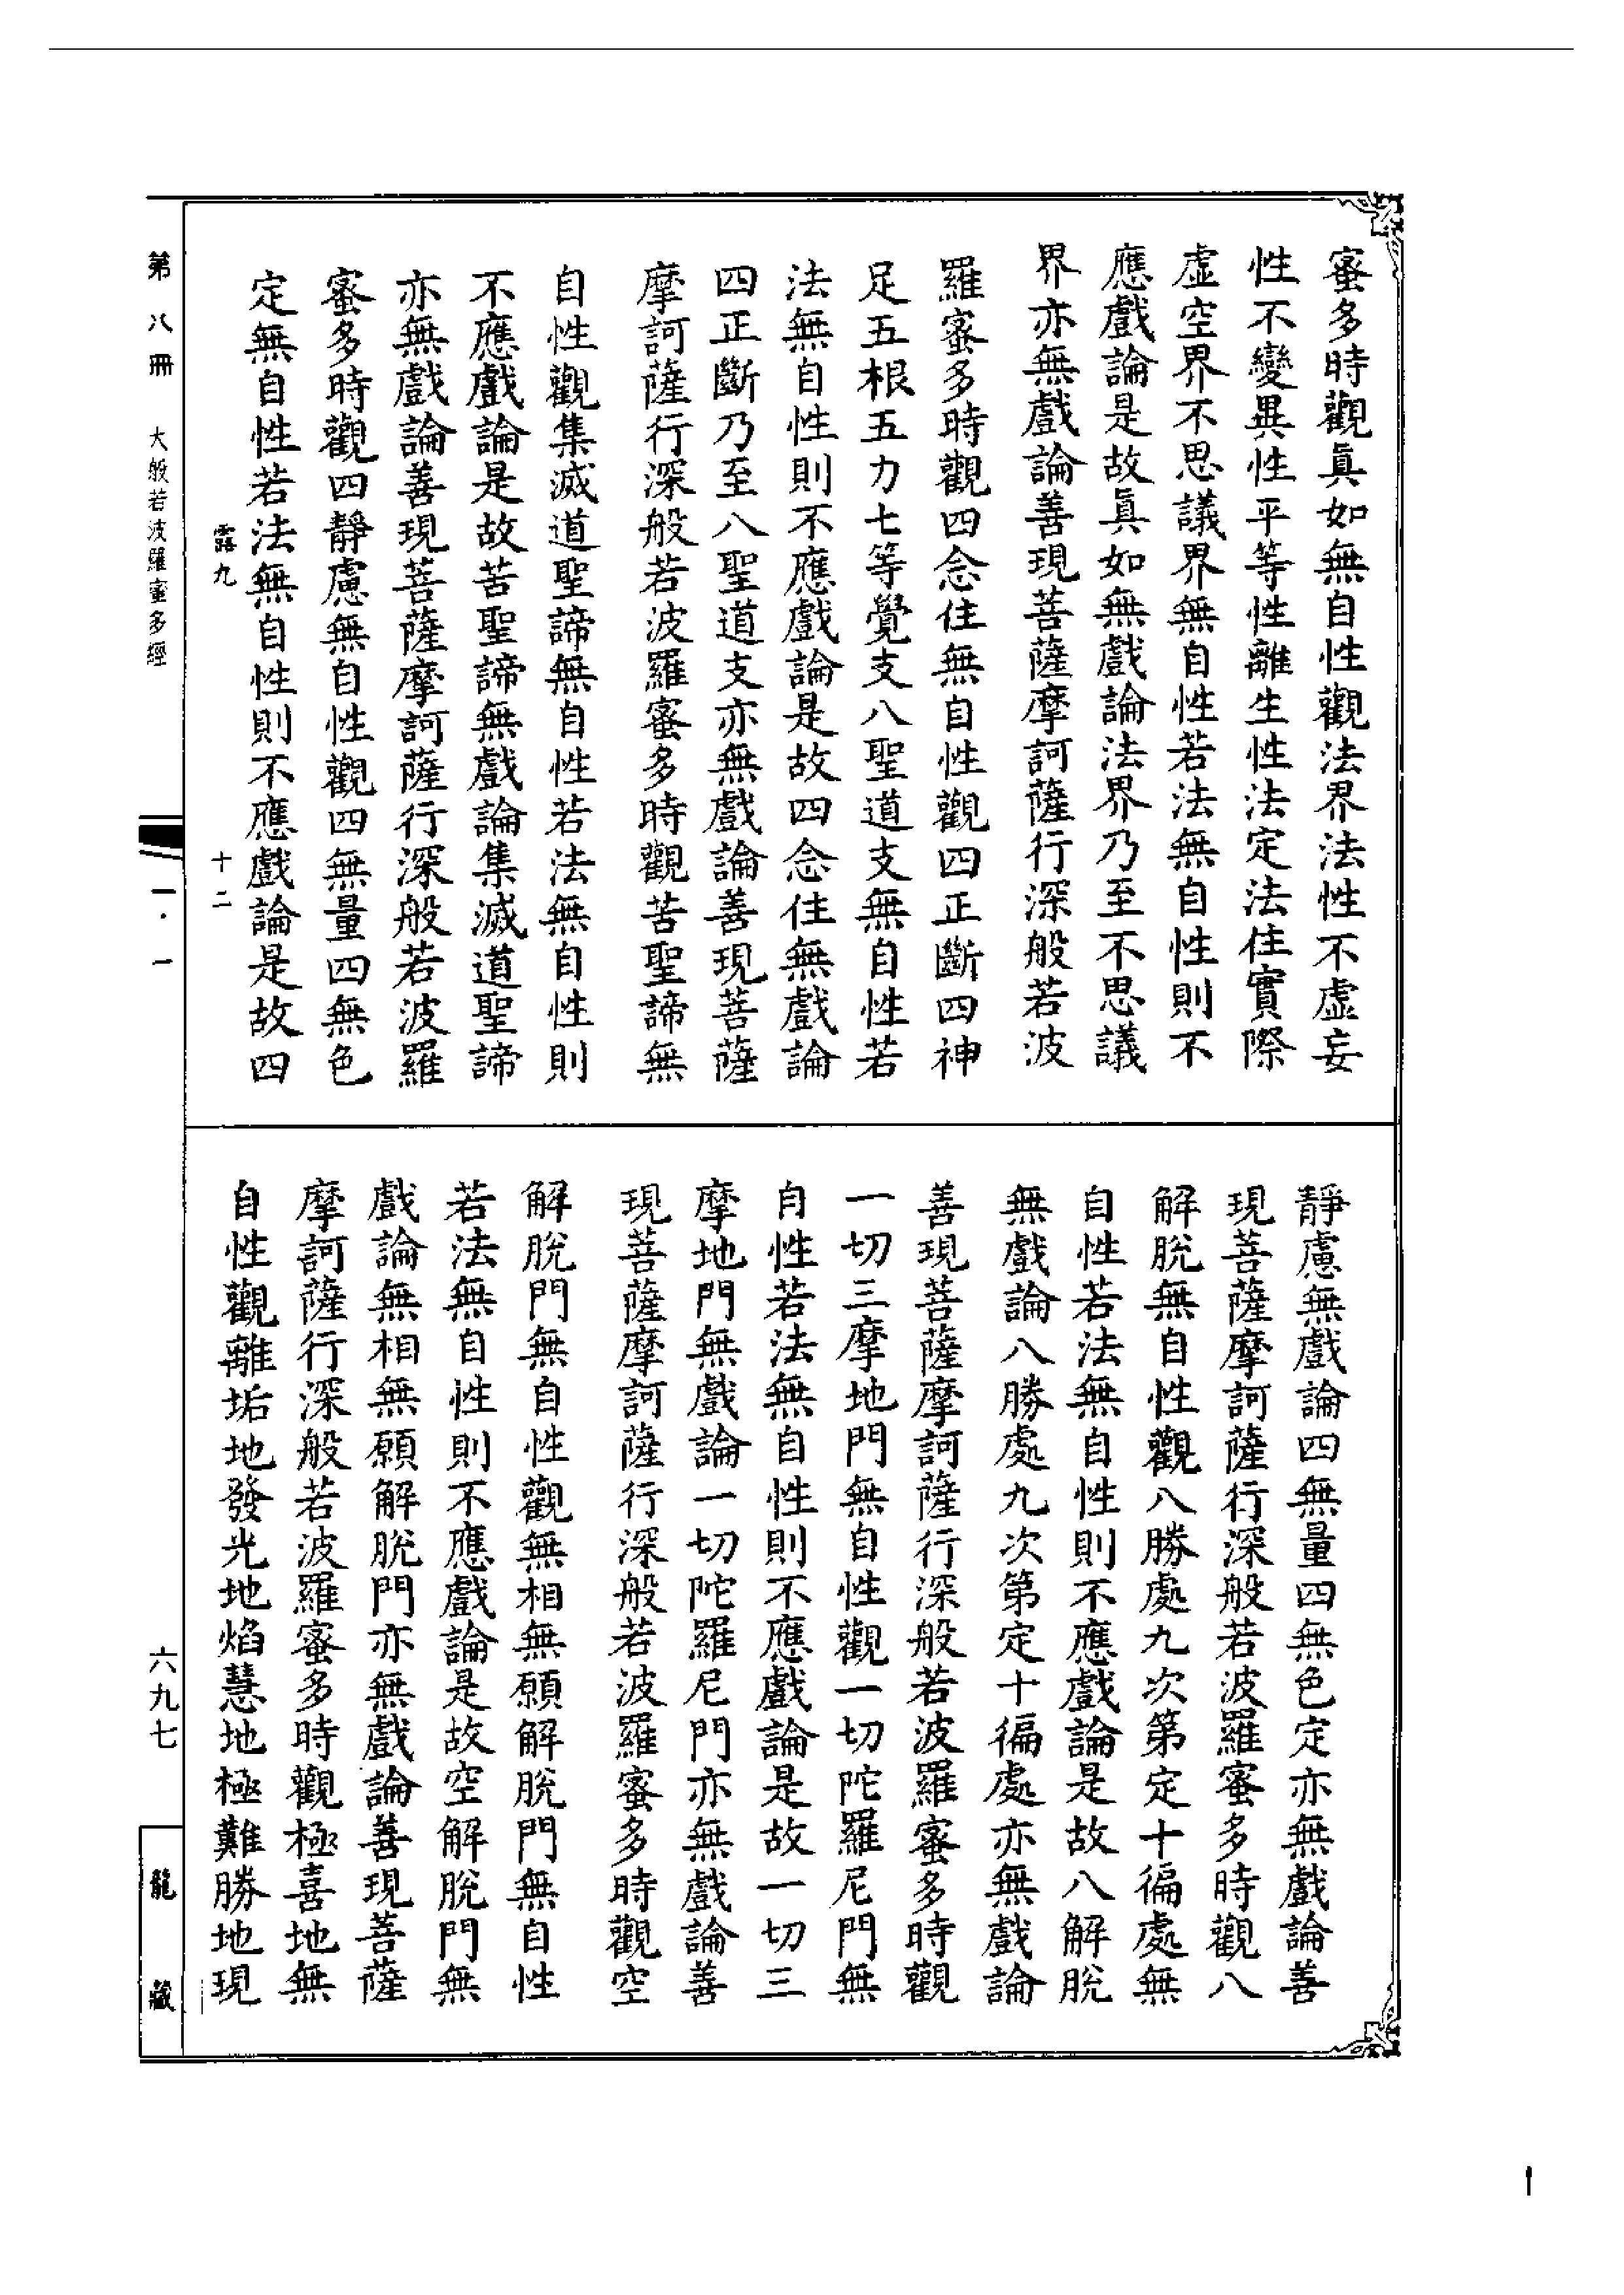 蜜多時觀眞如無自性觀法界法性不虛妄
性不變異性平等性離生性法定法住實際
虛空界不思議界無自性若法無自性則不
應戲論是故眞如無戲論法界乃至不思議
界亦無戲論善現菩薩摩訶薩行深般若波
羅蜜多時觀四念住無自性觀四正斷四神
足五根五力七等覺支八聖道支無自性若
法無自性則不應戲論是故四念住無戲論
四正斷乃至八聖道支亦無戲論善現菩薩
摩訶薩行深般若波羅蜜多時觀苦聖諦無
自性觀集滅道聖諦無自性若法無自性則
不應戲論是故苦聖諦無戲論集滅道聖諦
亦無戲論善現菩薩摩訶薩行深般若波羅
蜜多時觀四靜慮無自性觀四無量四無色
定無自性若法無自性則不應戲論是故四
露九 十二
靜慮無戲論四無量四無色定亦無戲論善
現菩薩摩訶薩行深般若波羅蜜多時觀八
解脫無自性觀八勝處九次第定十徧處無
自性若法無自性則不應戲論是故八解脫
無戲論八勝處九次第定十徧處亦無戲論
善現菩薩摩訶薩行深般若波羅蜜多時觀
一切三摩地門無自性觀一切陀羅尼門無
自性若法無自性則不應戲論是故一切三
摩地門無戲論一切陀羅尼門亦無戲論善
現菩薩摩訶薩行深般若波羅蜜多時觀空
解脫門無自性觀無相無願解脫門無自性
若法無自性則不應戲論是故空解脫門無
戲論無相無願解脫門亦無戲論善現菩薩
摩訶薩行深般若波羅蜜多時觀極喜地無
自性觀離垢地發光地焰慧地極難勝地現
第八冊 大般若波羅蜜多經 一·一 六九七 龍藏